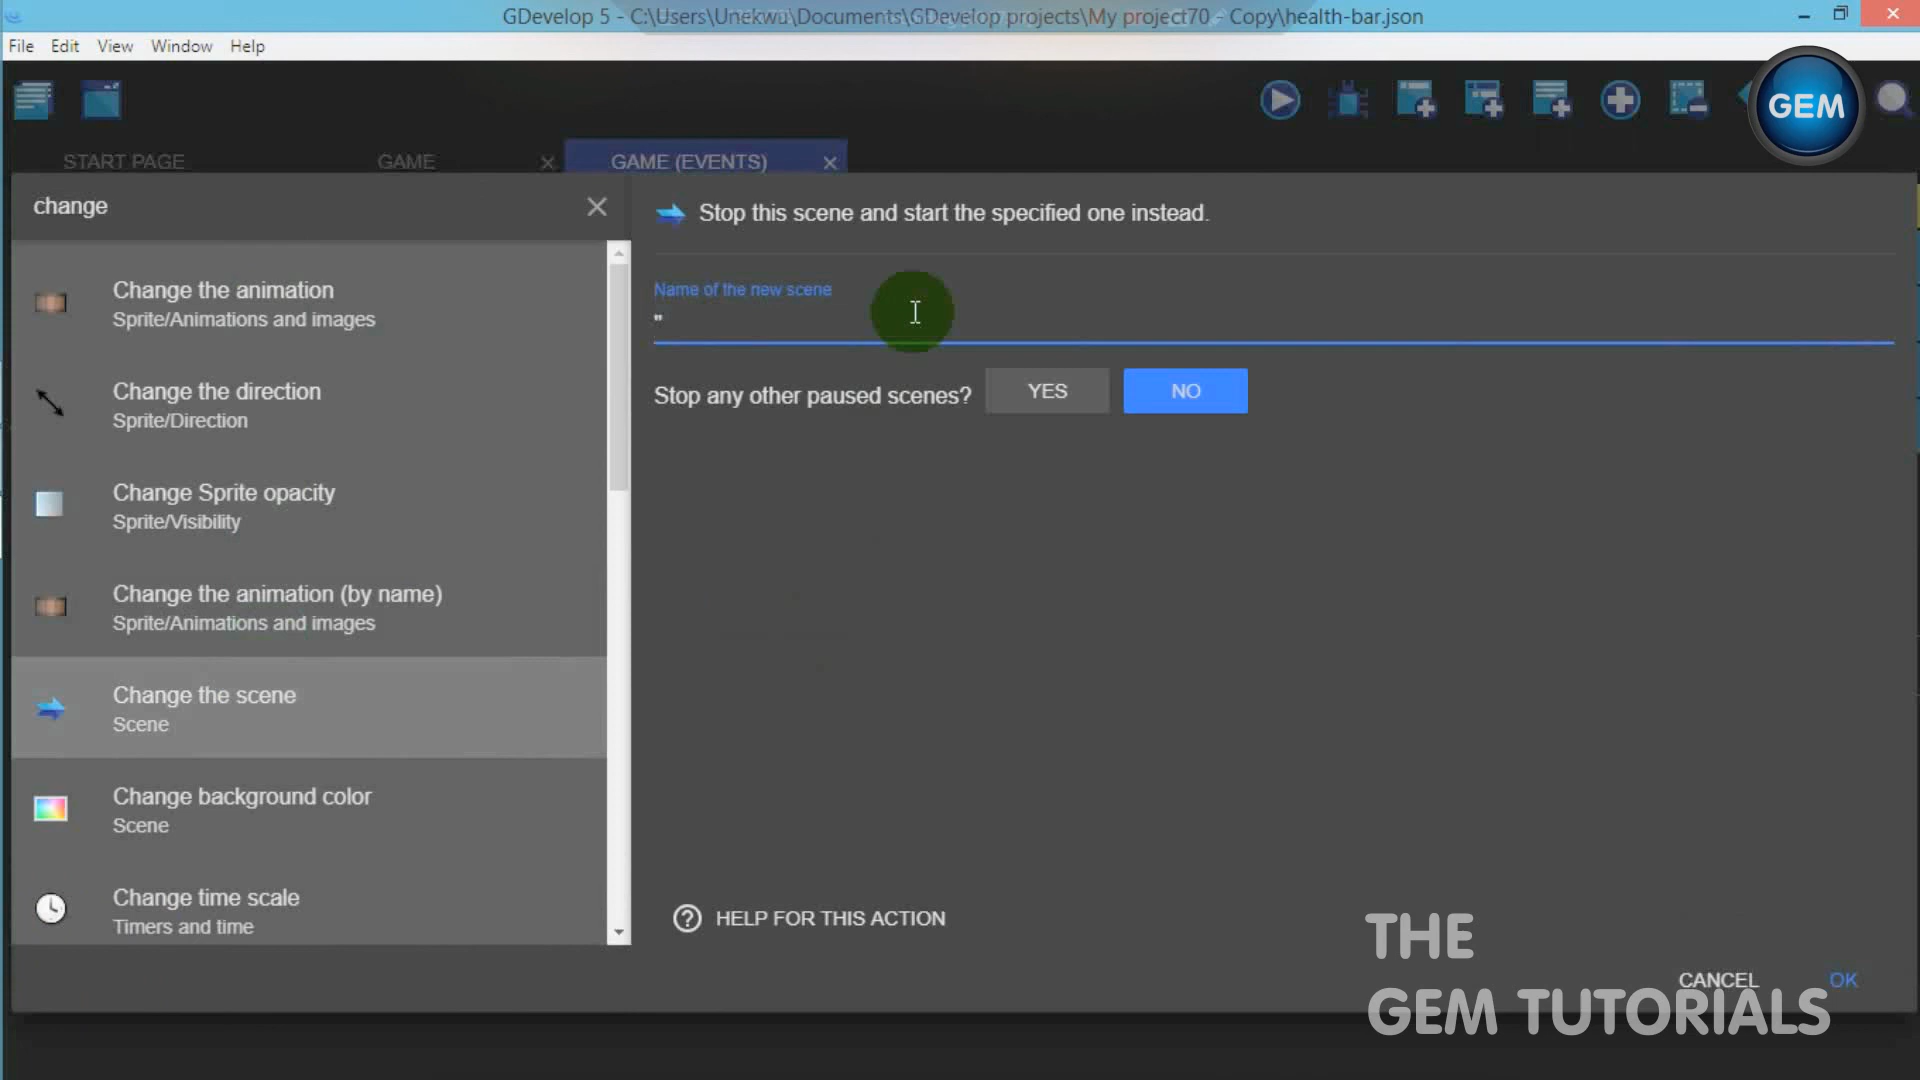 GDevelop 5 - C:\Users\Unekwu\Documents\GDevelop projects\My project70 - Copy\health-bar.json
File Edit View Window Help
GEM
START PAGE GAME GAME (EVENTS)
change
Stop this scene and start the specified one instead.
Name of the new scene
"
Stop any other paused scenes? YES NO
Change the animation
Sprite/Animations and images
Change the direction
Sprite/Direction
Change Sprite opacity
Sprite/Visibility
Change the animation (by name)
Sprite/Animations and images
Change the scene
Scene
Change background color
Scene
Change time scale
Timers and time
HELP FOR THIS ACTION
CANCEL OK
THE
GEM TUTORIALS